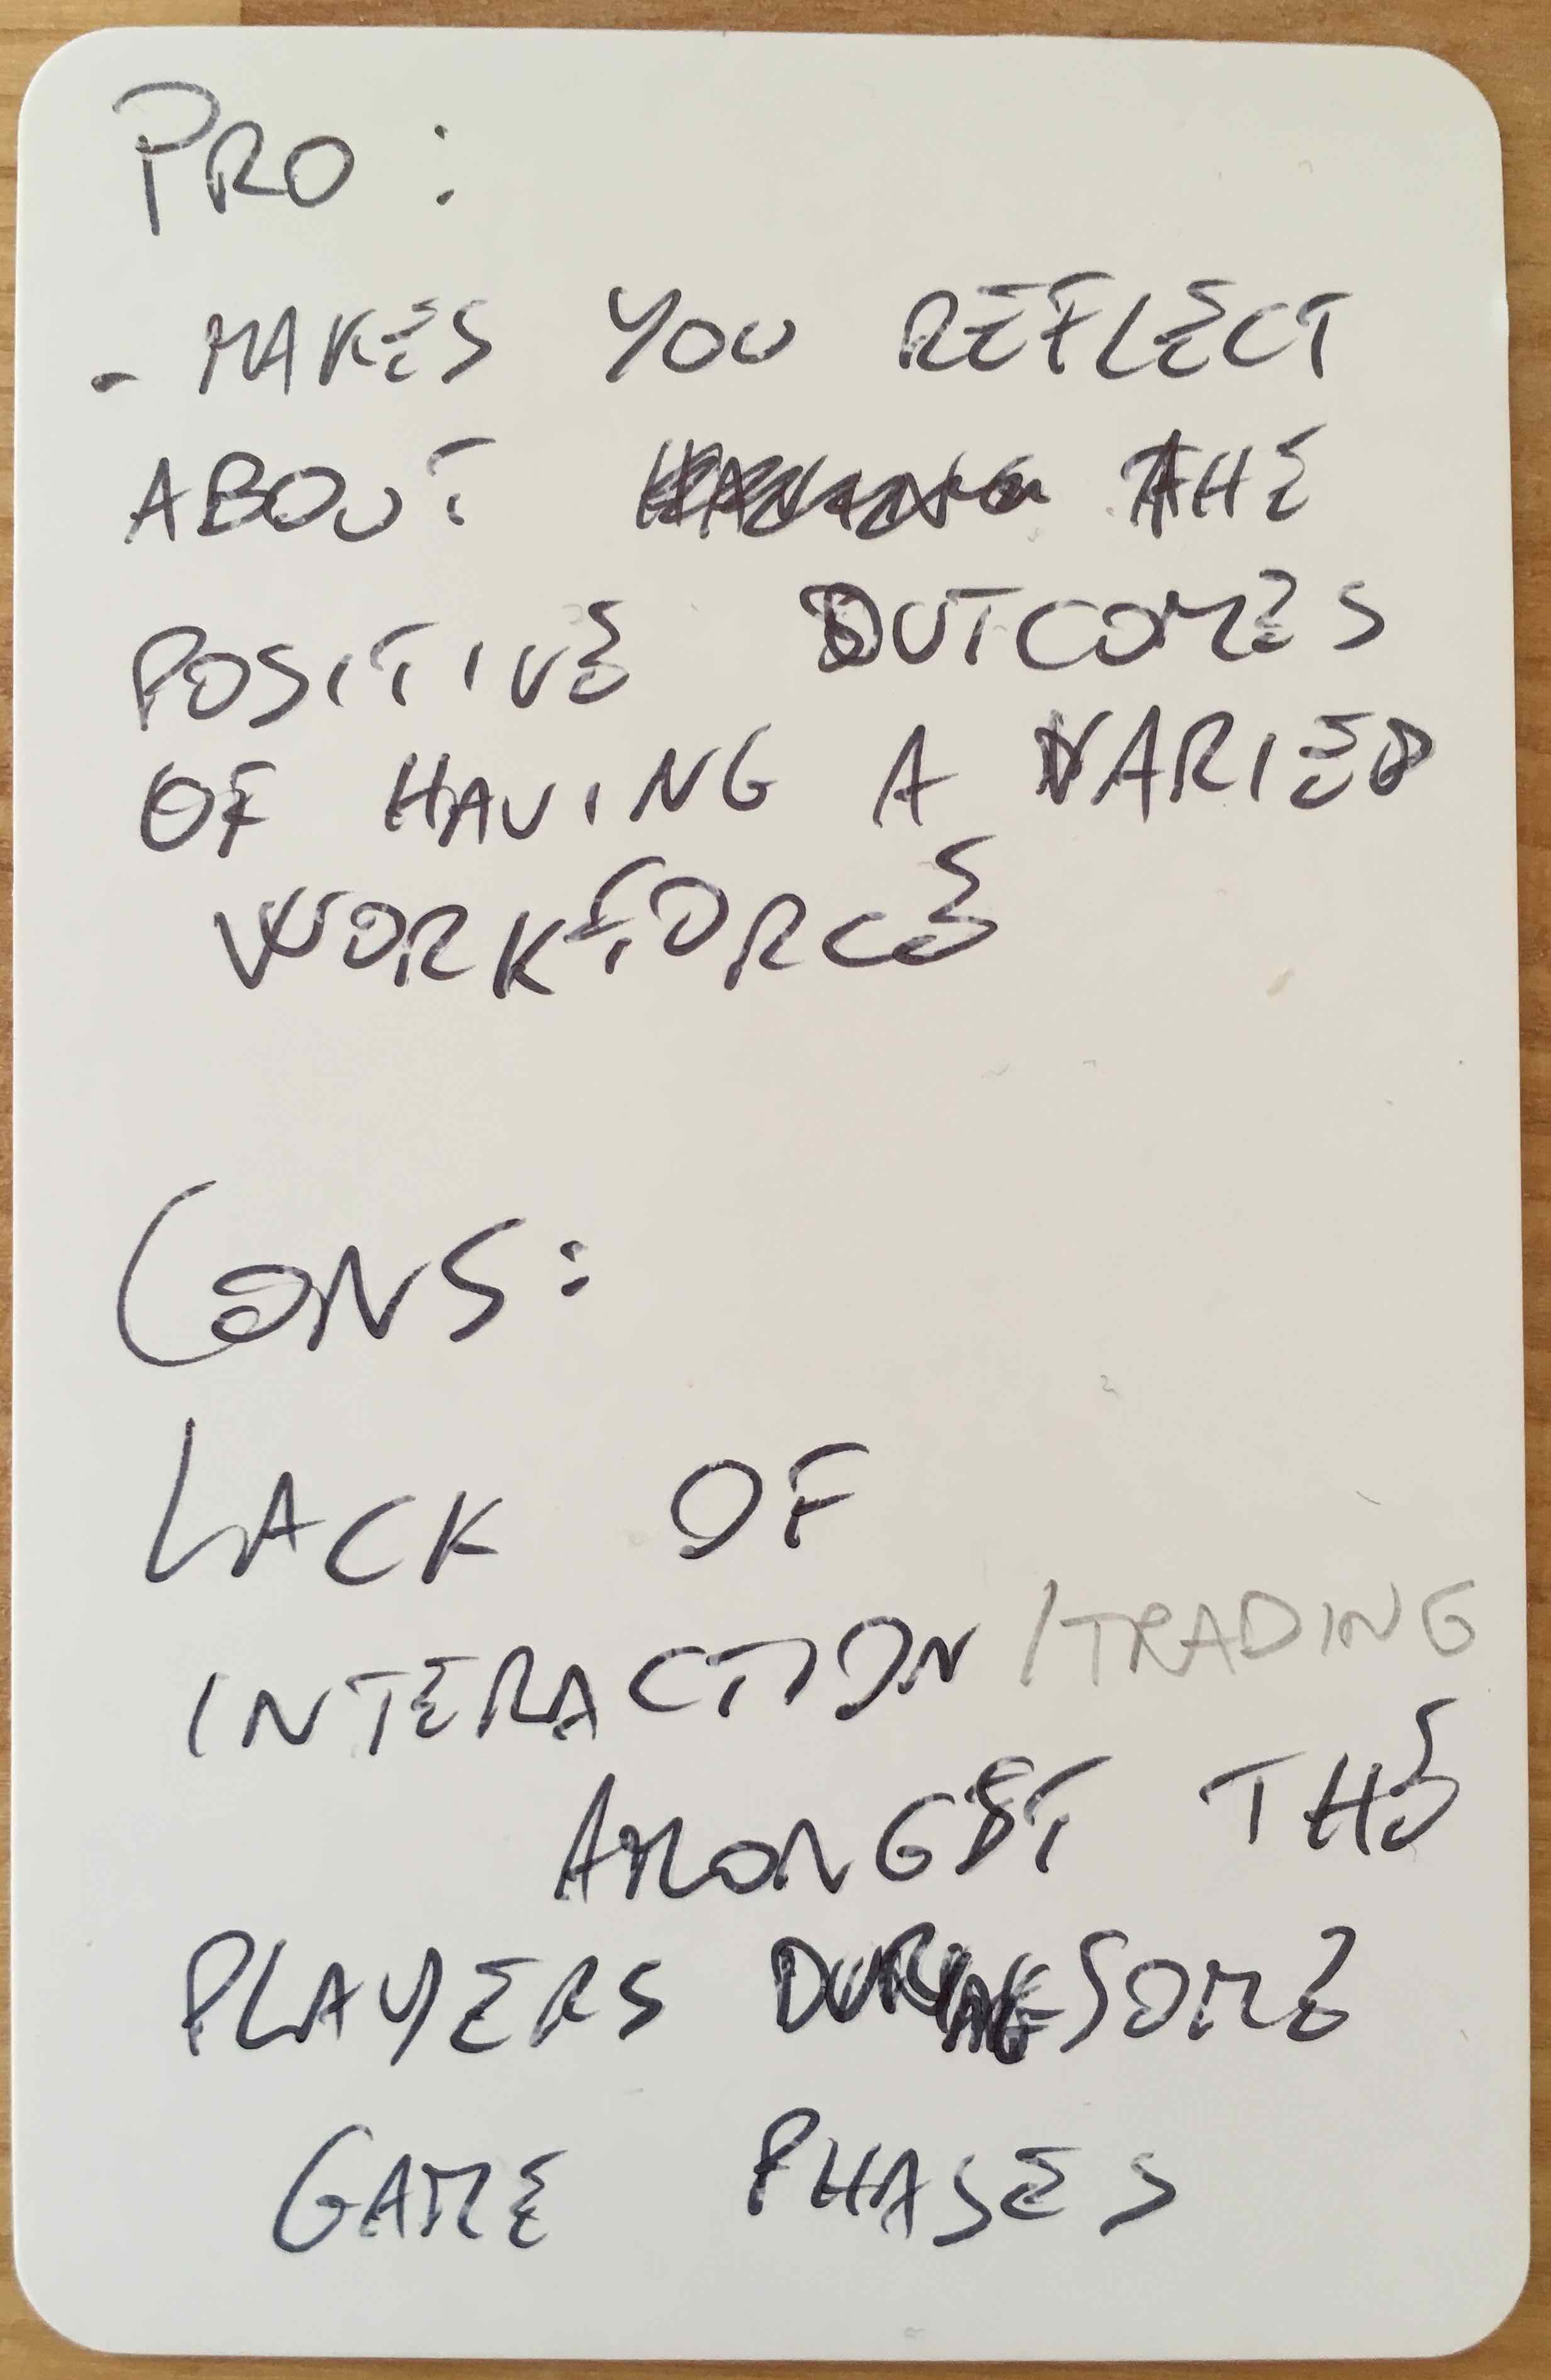 PRO:
- MAKES YOU REFLECT
ABOUT THE
POSITIVE OUTCOMES
OF HAVING A VARIED
WORKFORCE
CONS:
LACK OF
INTERACTION /TRADING
AMONGST THE
PLAYERS DURING SOME
GAME PHASES